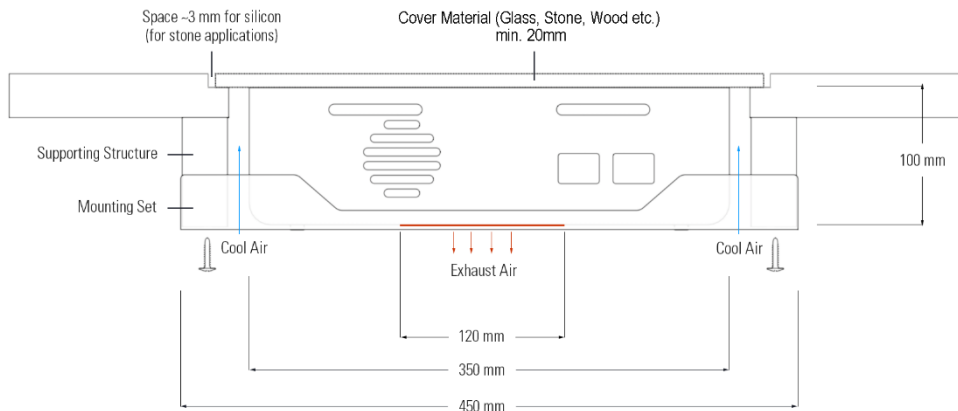 Space ~3 mm for silicon
(for stone applications)
Cover Material (Glass, Stone, Wood etc.)
min. 20mm
Supporting Structure
100 mm
Mounting Set
Cool Air
Cool Air
Exhaust Air
120 mm
350 mm
450 mm